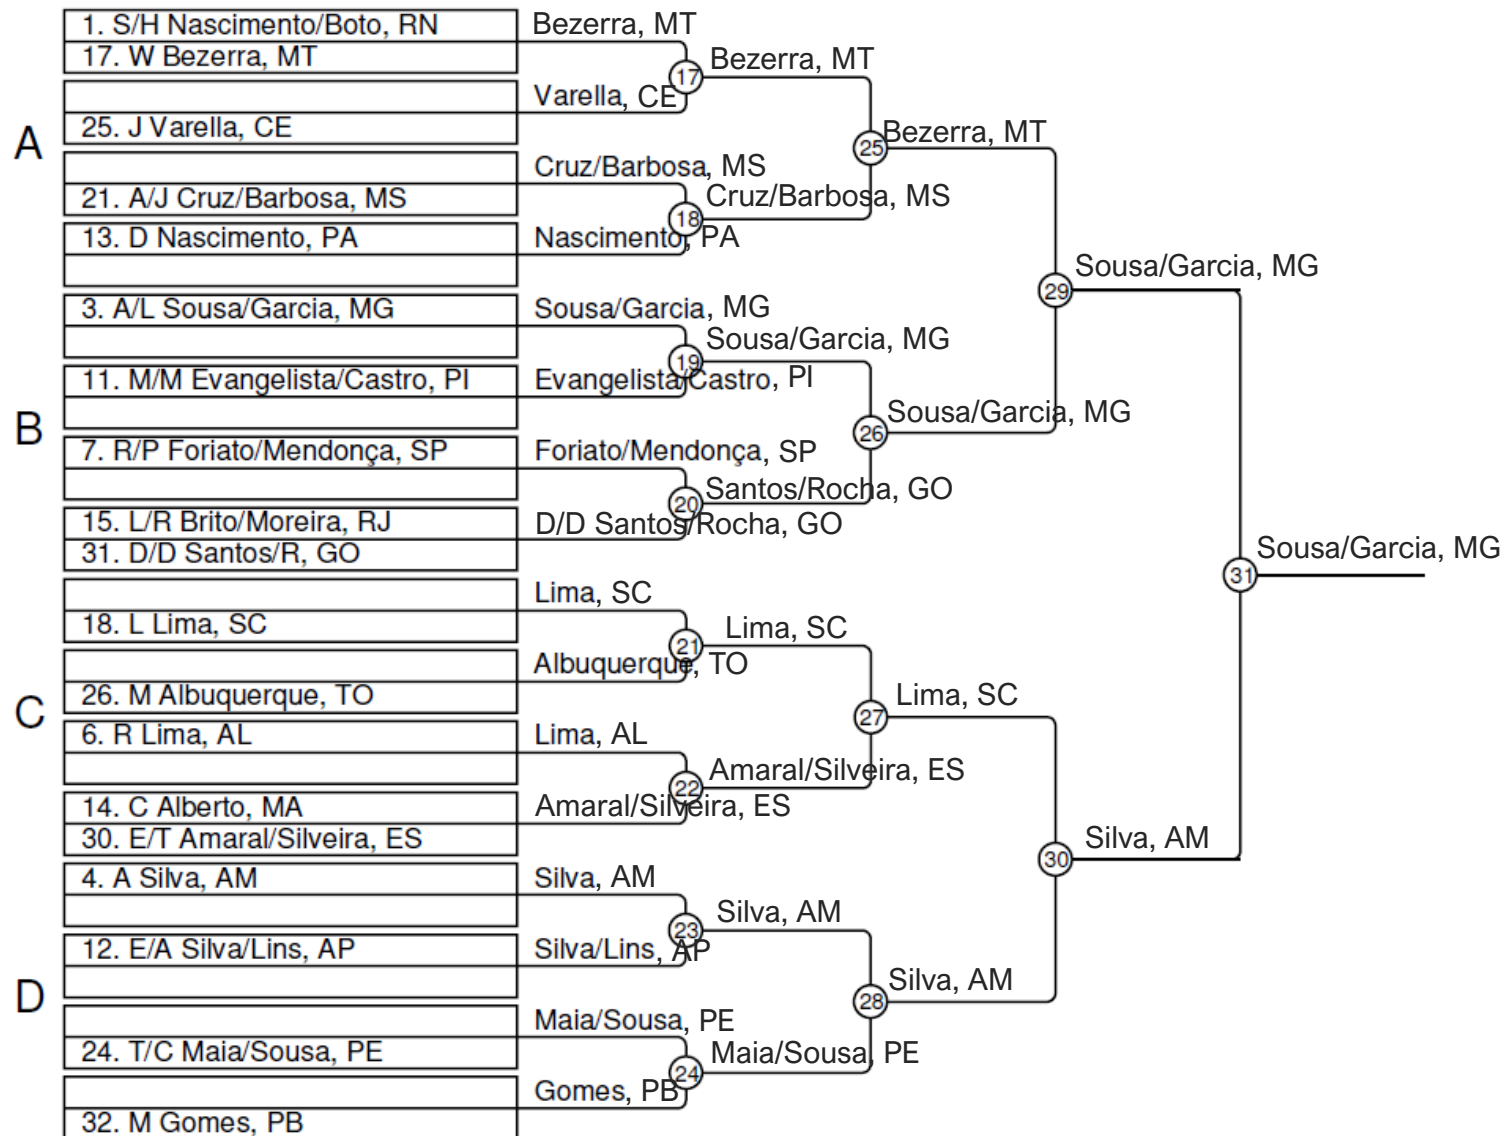 1. S/H Nascimento/Boto, RN
17. W Bezerra, MT
25. J Varella, CE
A
21. A/J Cruz/Barbosa, MS
13. D Nascimento, PA
3. A/L Sousa/Garcia, MG
11. M/M Evangelista/Castro, PI
B
7. R/P Foriato/Mendonça, SP
15. L/R Brito/Moreira, RJ
31. D/D Santos/R, GO
18. L Lima, SC
26. M Albuquerque, TO
C
6. R Lima, AL
14. C Alberto, MA
30. E/T Amaral/Silveira, ES
4. A Silva, AM
12. E/A Silva/Lins, AP
D
24. T/C Maia/Sousa, PE
32. M Gomes, PB
Bezerra, MT
17
Varella, CE
Cruz/Barbosa, MS
18
Nascimento, PA
Sousa/Garcia, MG
19
Evangelista/Castro, PI
Foriato/Mendonça, SP
20
D/D Santos/Rocha, GO
Lima, SC
21
Albuquerque, TO
Lima, AL
22
Amaral/Silveira, ES
Silva, AM
23
Silva/Lins, AP
Maia/Sousa, PE
24
Gomes, PB
Bezerra, MT
25
Cruz/Barbosa, MS
Sousa/Garcia, MG
26
Santos/Rocha, GO
Lima, SC
27
Amaral/Silveira, ES
Silva, AM
28
Maia/Sousa, PE
Bezerra, MT
29
Sousa/Garcia, MG
Lima, SC
30
Silva, AM
Sousa/Garcia, MG
31
Silva, AM
Sousa/Garcia, MG